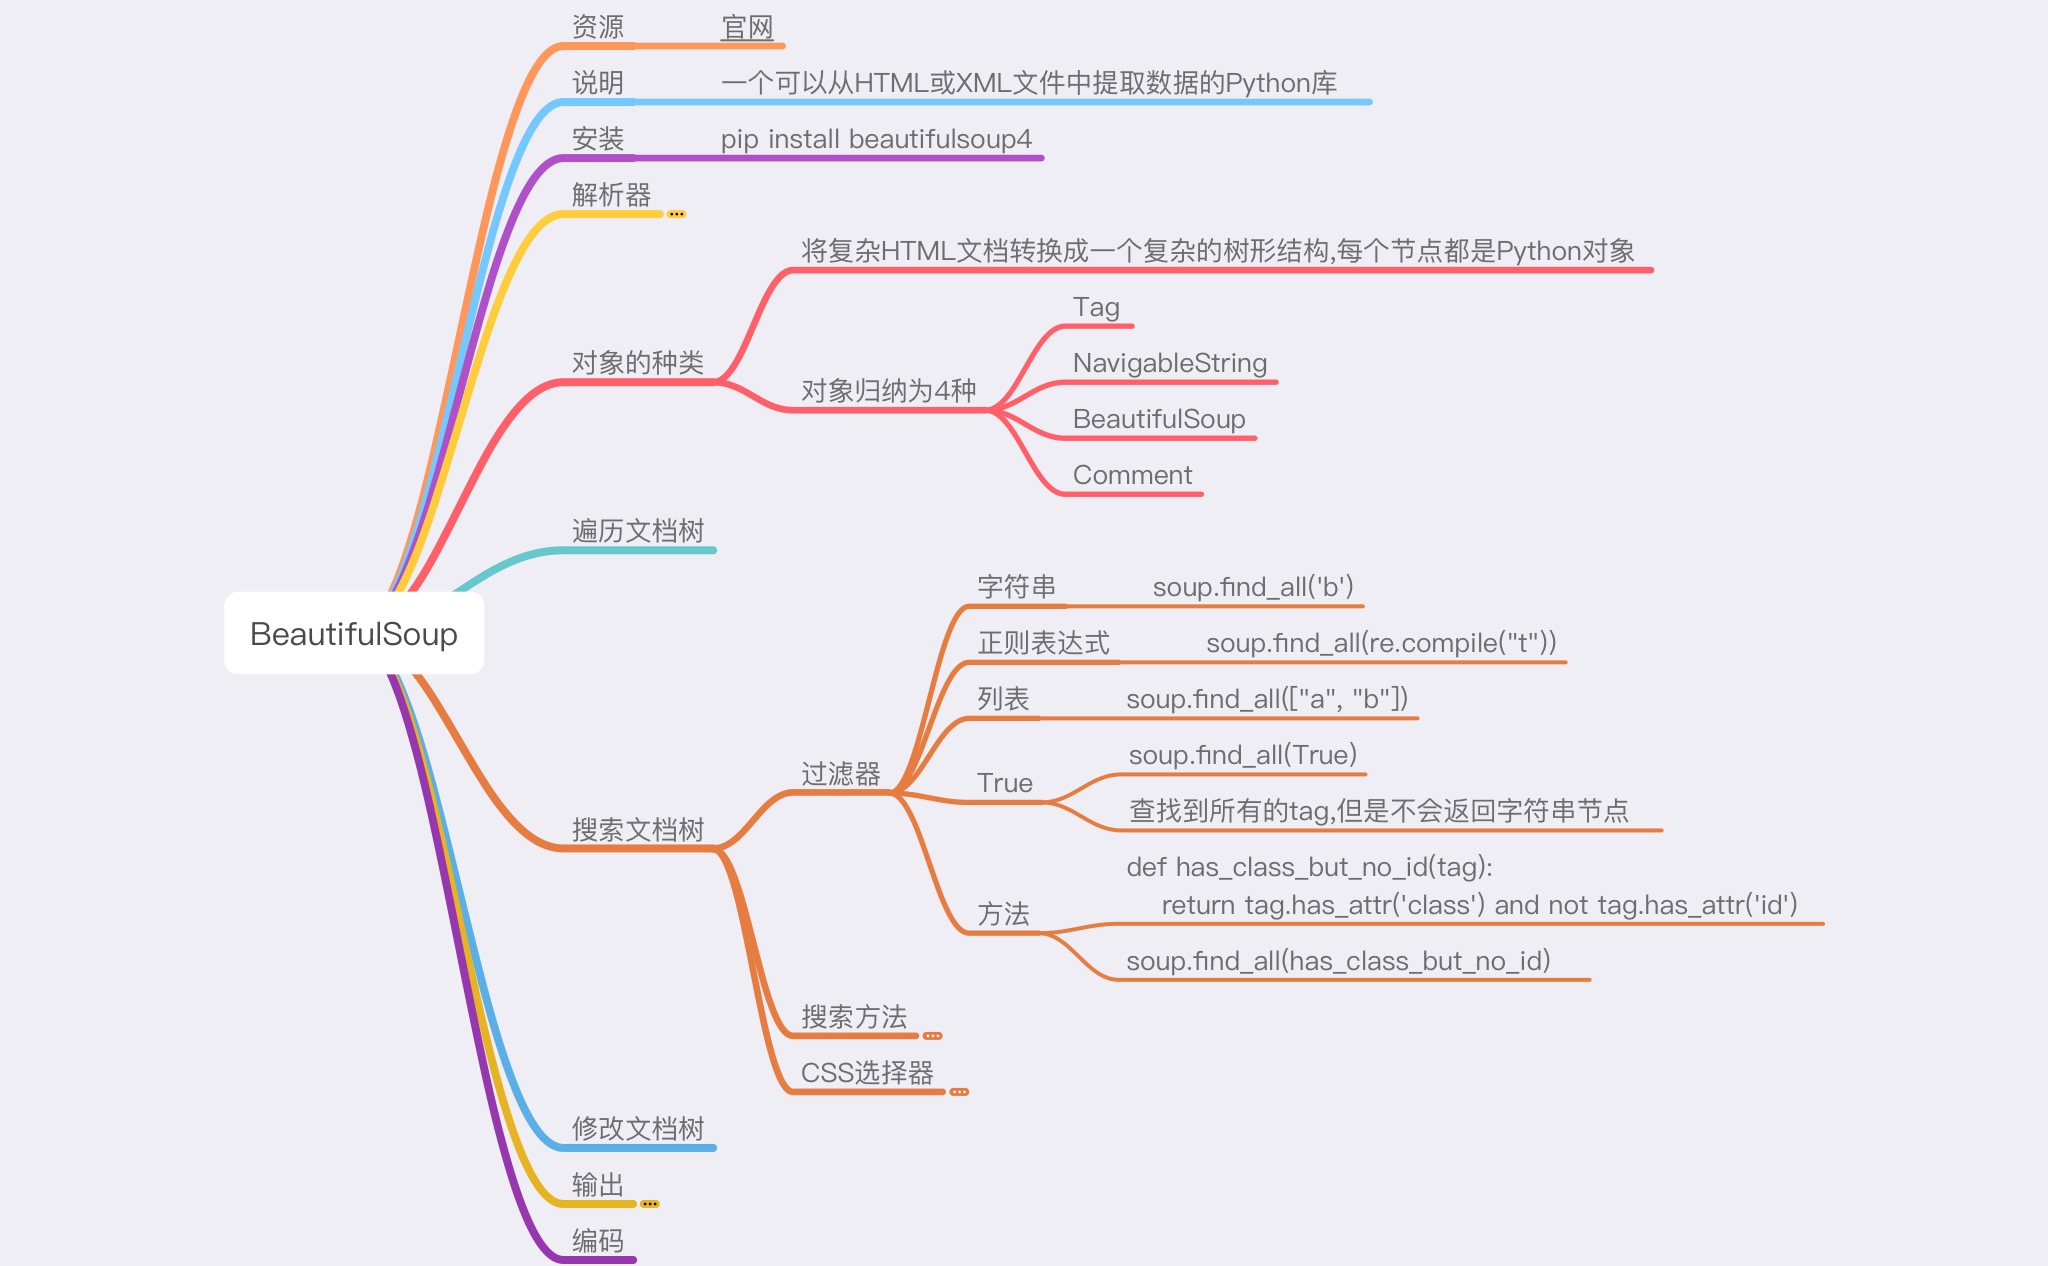 资源
官网
说明
一个可以从HTML或XML文件中提取数据的Python库
安装
pip install beautifulsoup4
解析器
对象的种类
将复杂HTML文档转换成一个复杂的树形结构,每个节点都是Python对象
对象归纳为4种
Tag
NavigableString
BeautifulSoup
Comment
遍历文档树
BeautifulSoup
搜索文档树
过滤器
字符串
soup.find_all('b')
正则表达式
soup.find_all(re.compile("t"))
列表
soup.find_all(["a", "b"])
True
soup.find_all(True)
查找到所有的tag,但是不会返回字符串节点
方法
def has_class_but_no_id(tag):
return tag.has_attr('class') and not tag.has_attr('id')
soup.find_all(has_class_but_no_id)
搜索方法
CSS选择器
修改文档树
输出
编码